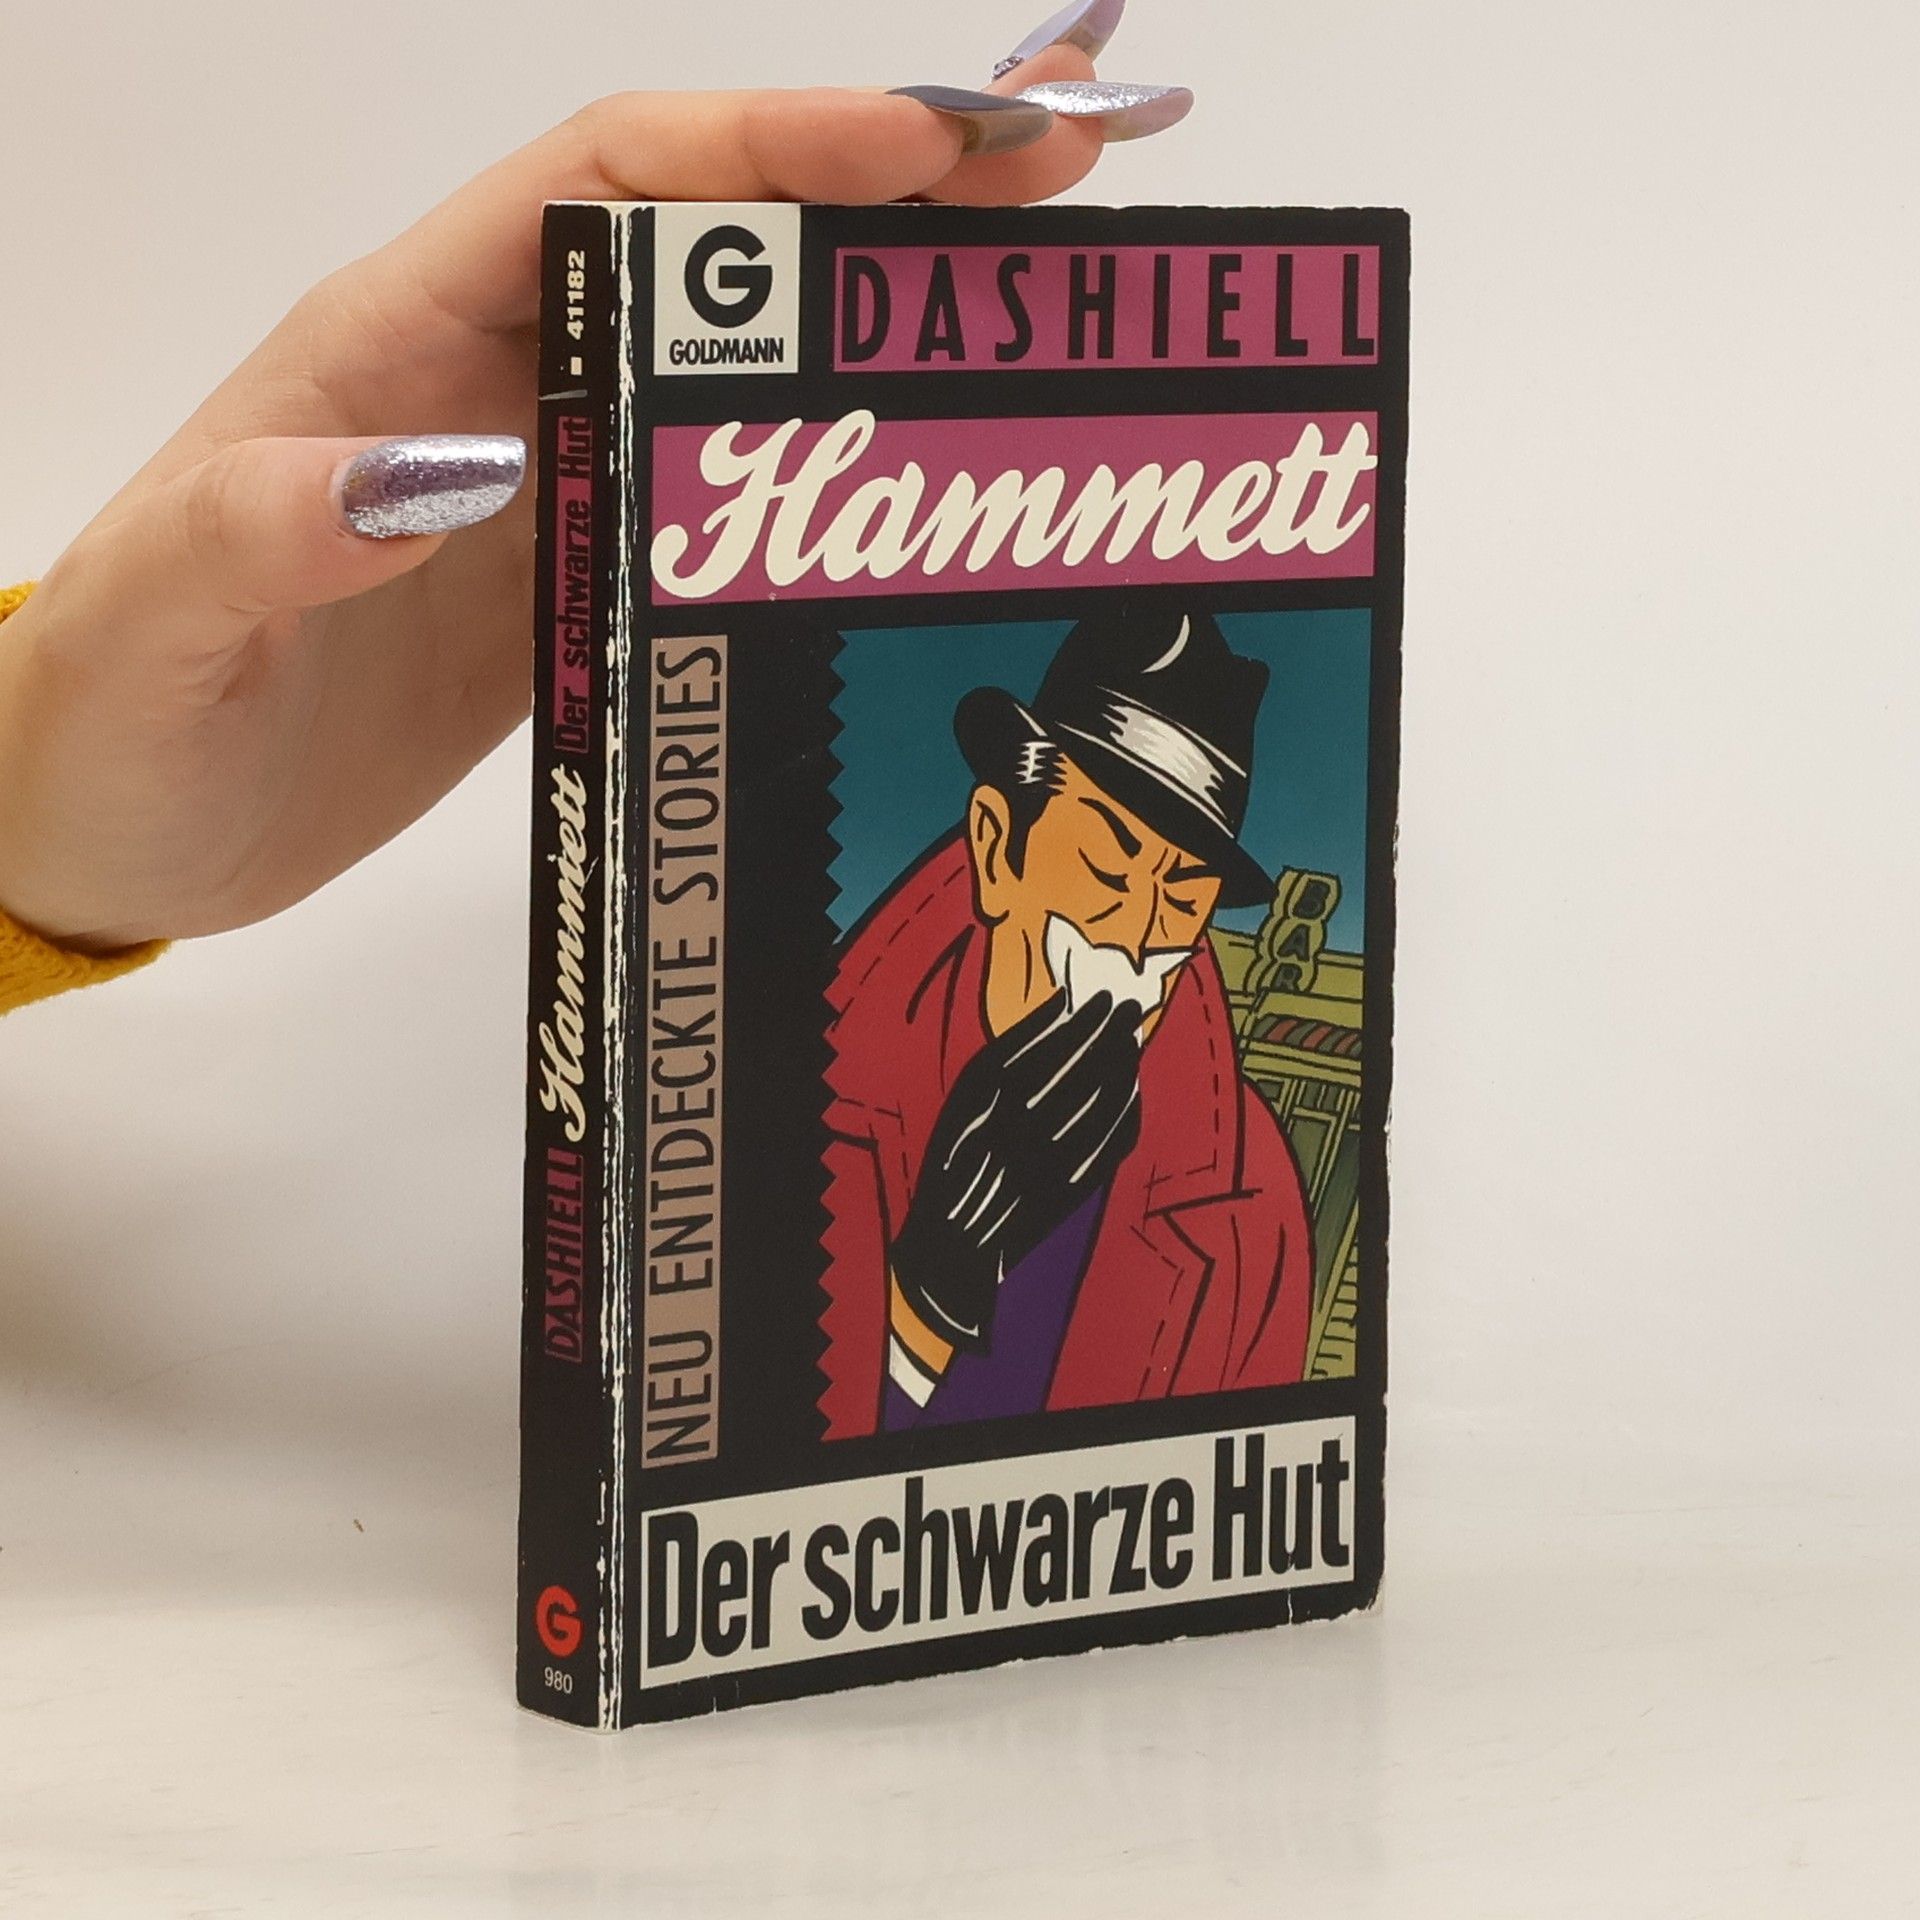 G
GOLDMANN
DASHIELL
Hammett
NEU ENTDECKTE STORIES
BAR
Der schwarze Hut
41182
Der schwarze Hut
Hammett
DASHIELL
G
980